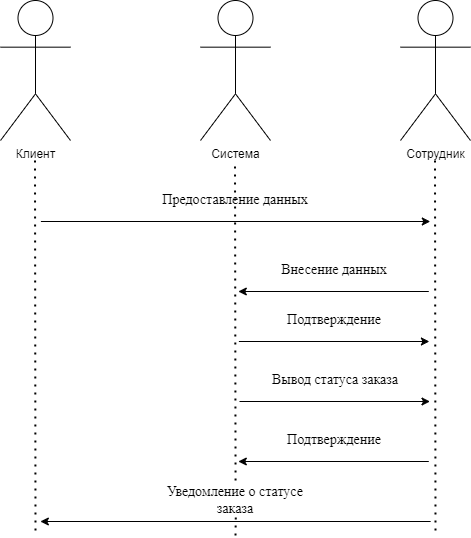 Клиент
Система
Сотрудник
Предоставление данных
Внесение данных
Подтверждение
Вывод статуса заказа
Подтверждение
Уведомление о статусе
заказа